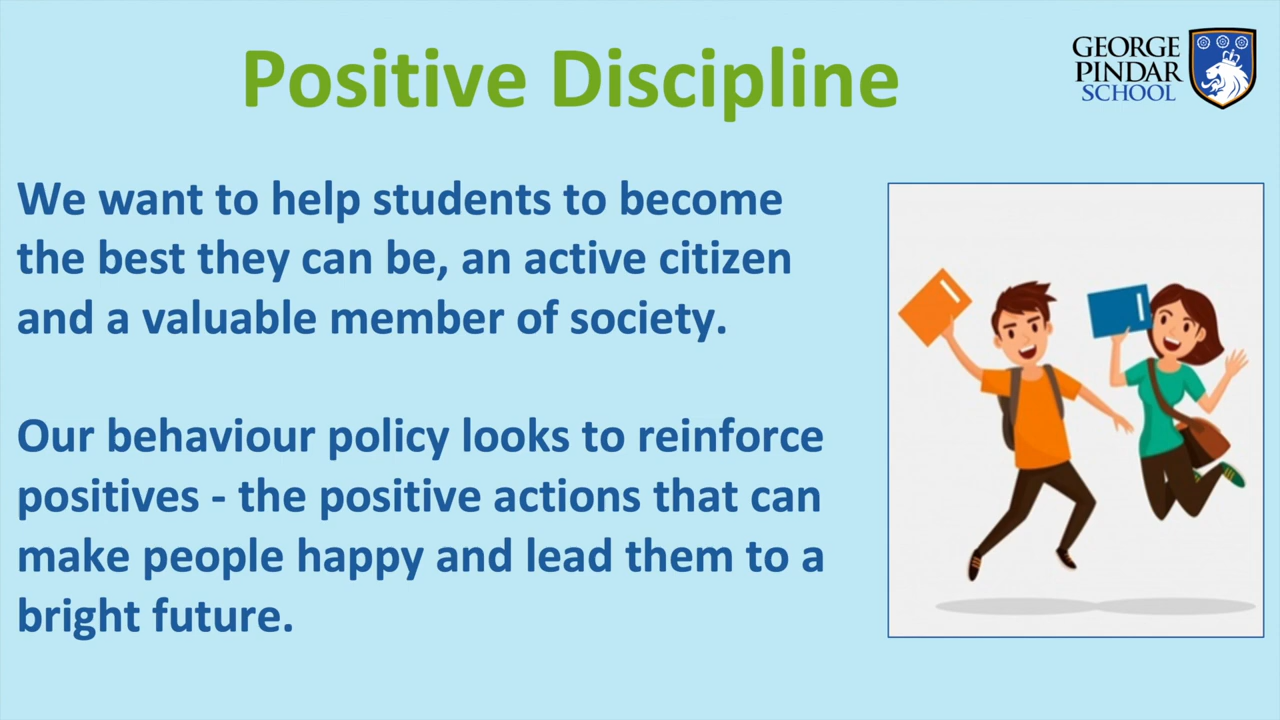 Positive Discipline
GEORGE
PINDAR
SCHOOL
We want to help students to become
the best they can be, an active citizen
and a valuable member of society.
Our behaviour policy looks to reinforce
positives - the positive actions that can
make people happy and lead them to a
bright future.